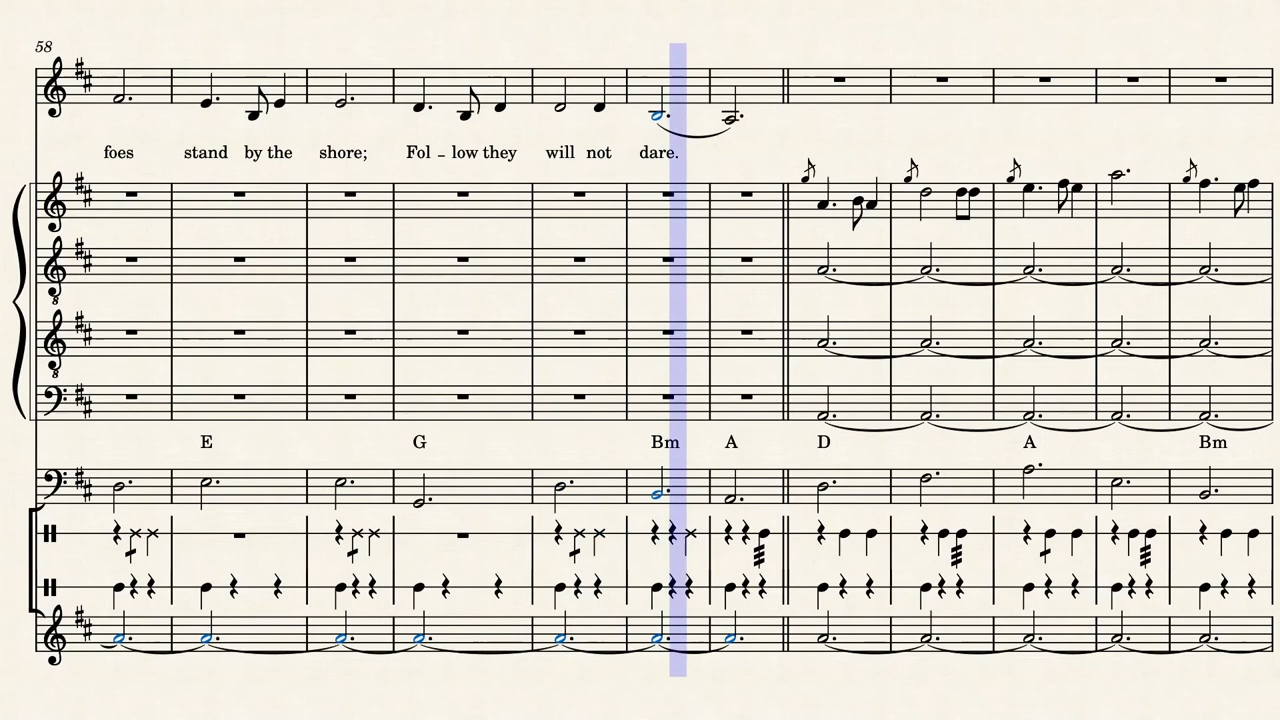 58
foes stand by the shore; Fol - low they will not dare.
E G Bm A D A Bm